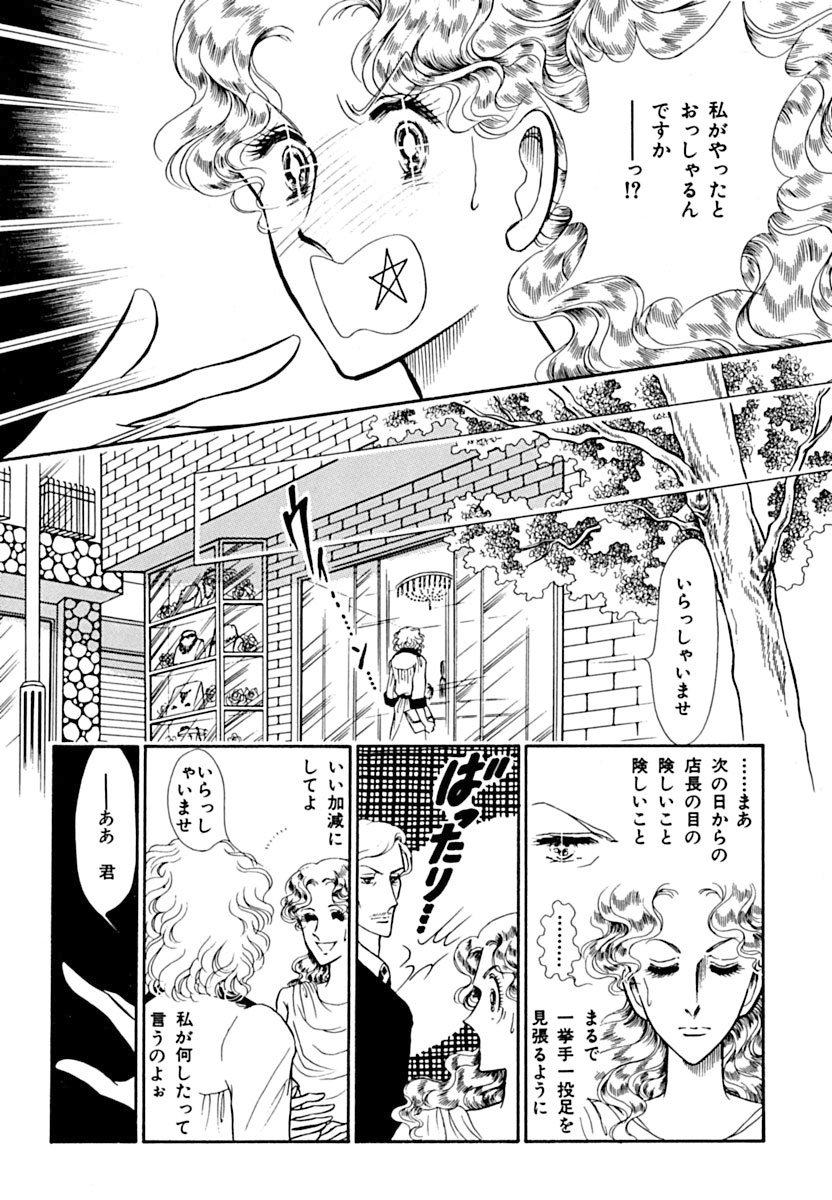 私がやったと
おっしゃるん
ですか
――っ!?
いらっしゃいませ
……まあ
次の日からの
店長の目の
険しいこと
険しいこと
…………
まるで
一挙手一投足を
見張るように
ばったり…
いい加減に
してよ
いらっし
ゃいませ
私が何したって
言うのよぉ
――ああ 君